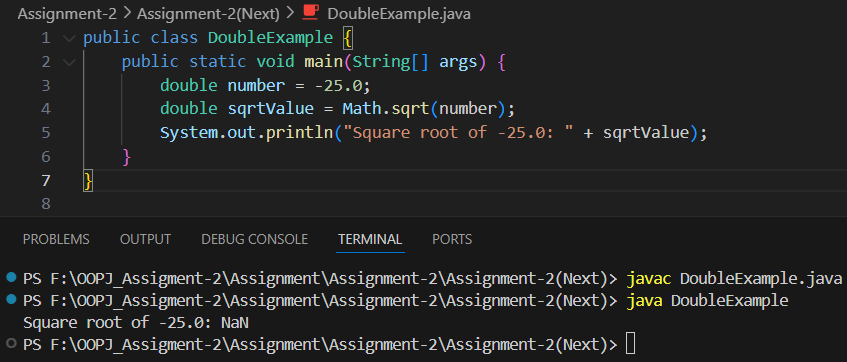 Assignment-2 > Assignment-2(Next) > DoubleExample.java
1 public class DoubleExample {
2 public static void main(String[] args) {
3 double number = -25.0;
4 double sqrtValue = Math.sqrt(number);
5 System.out.println("Square root of -25.0: " + sqrtValue);
6 }
7 }
8
PROBLEMS OUTPUT DEBUG CONSOLE TERMINAL PORTS
PS F:\OOPJ_Assigment-2\Assignment\Assignment-2\Assignment-2(Next)> javac DoubleExample.java
PS F:\OOPJ_Assigment-2\Assignment\Assignment-2\Assignment-2(Next)> java DoubleExample
Square root of -25.0: NaN
PS F:\OOPJ_Assigment-2\Assignment\Assignment-2\Assignment-2(Next)>